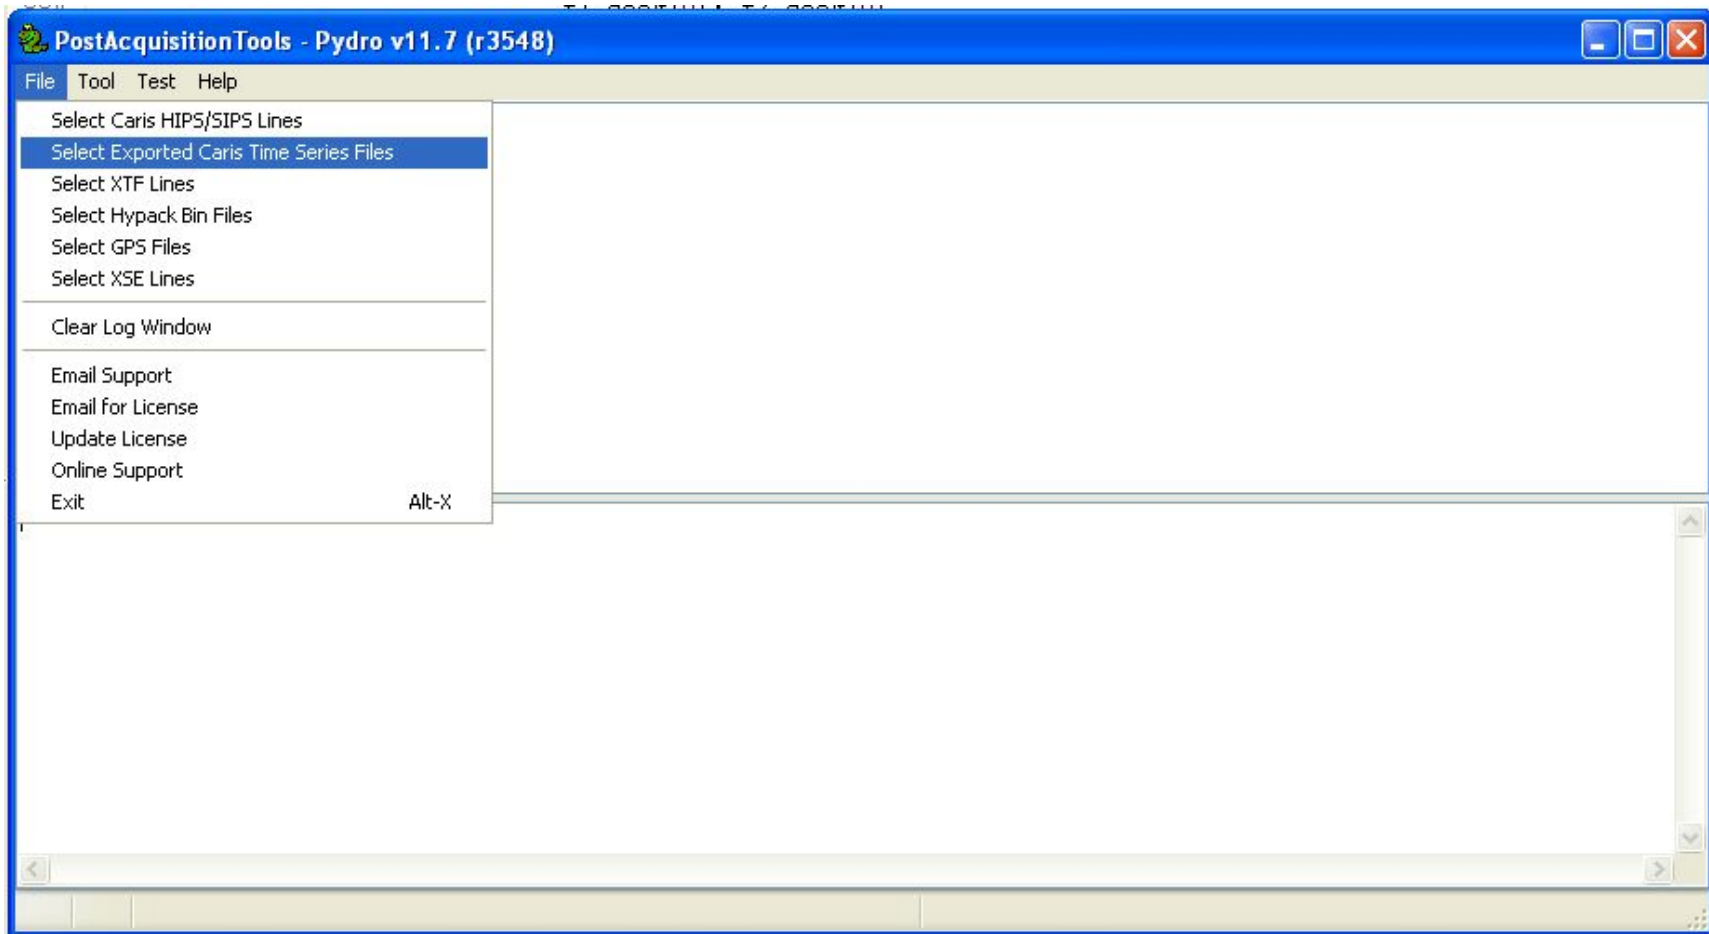 PostAcquisitionTools - Pydro v11.7 (r3548)
File Tool Test Help
Select Caris HIPS/SIPS Lines
Select Exported Caris Time Series Files
Select XTF Lines
Select Hypack Bin Files
Select GPS Files
Select XSE Lines
Clear Log Window
Email Support
Email for License
Update License
Online Support
Exit Alt-X